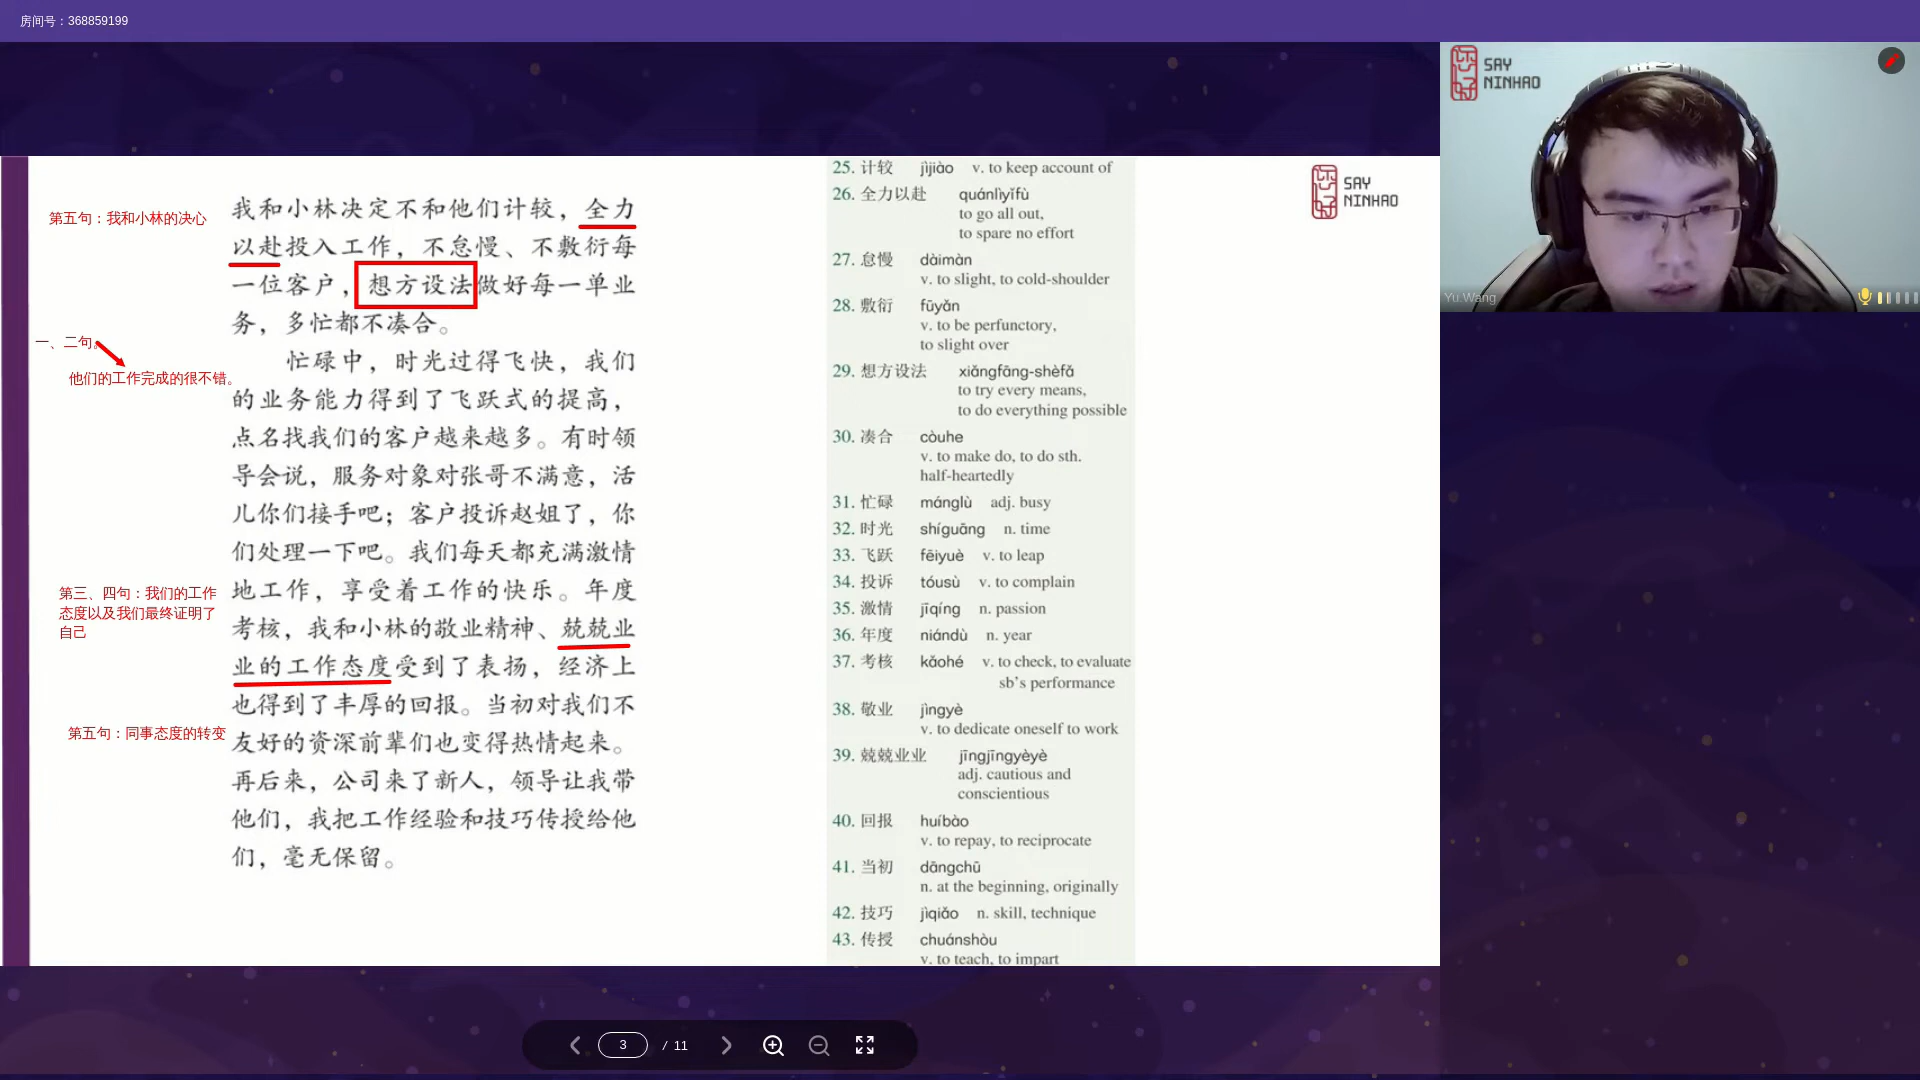 房间号：368859199
SAY
NINHAO
Yu.Wang
第五句：我和小林的决心
一、二句。
他们的工作完成的很不错。
第三、四句：我们的工作
态度以及我们最终证明了
自己
第五句：同事态度的转变
我和小林决定不和他们计较，全力
以赴投入工作，不怠慢、不敷衍每
一位客户，想方设法做好每一单业
务，多忙都不凑合。
忙碌中，时光过得飞快，我们
的业务能力得到了飞跃式的提高，
点名找我们的客户越来越多。有时领
导会说，服务对象对张哥不满意，活
儿你们接手吧；客户投诉赵姐了，你
们处理一下吧。我们每天都充满激情
地工作，享受着工作的快乐。年度
考核，我和小林的敬业精神、兢兢业
业的工作态度受到了表扬，经济上
也得到了丰厚的回报。当初对我们不
友好的资深前辈们也变得热情起来。
再后来，公司来了新人，领导让我带
他们，我把工作经验和技巧传授给他
们，毫无保留。
25. 计较 jìjiào v. to keep account of
26. 全力以赴 quánlìyǐfù
to go all out,
to spare no effort
27. 怠慢 dàimàn
v. to slight, to cold-shoulder
28. 敷衍 fūyǎn
v. to be perfunctory,
to slight over
29. 想方设法 xiǎngfāng-shèfǎ
to try every means,
to do everything possible
30. 凑合 còuhe
v. to make do, to do sth.
half-heartedly
31. 忙碌 mánglù adj. busy
32. 时光 shíguāng n. time
33. 飞跃 fēiyuè v. to leap
34. 投诉 tóusù v. to complain
35. 激情 jīqíng n. passion
36. 年度 niándù n. year
37. 考核 kǎohé v. to check, to evaluate
sb's performance
38. 敬业 jìngyè
v. to dedicate oneself to work
39. 兢兢业业 jīngjīngyèyè
adj. cautious and
conscientious
40. 回报 huíbào
v. to repay, to reciprocate
41. 当初 dāngchū
n. at the beginning, originally
42. 技巧 jìqiǎo n. skill, technique
43. 传授 chuánshòu
v. to teach, to impart
SAY
NINHAO
3 / 11